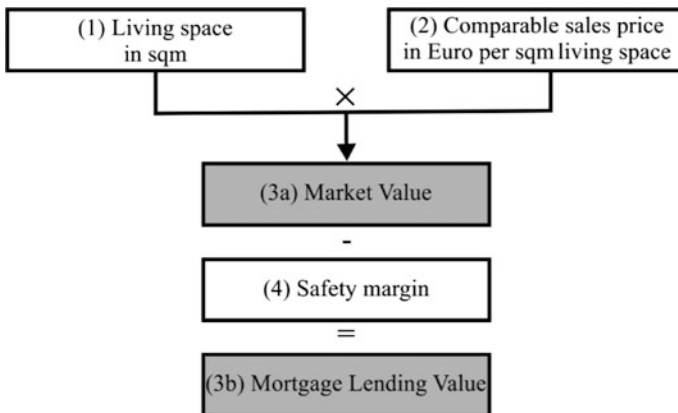 (1) Living space
in sqm
(2) Comparable sales price
in Euro per sqm living space
×
(3a) Market Value
-
(4) Safety margin
=
(3b) Mortgage Lending Value